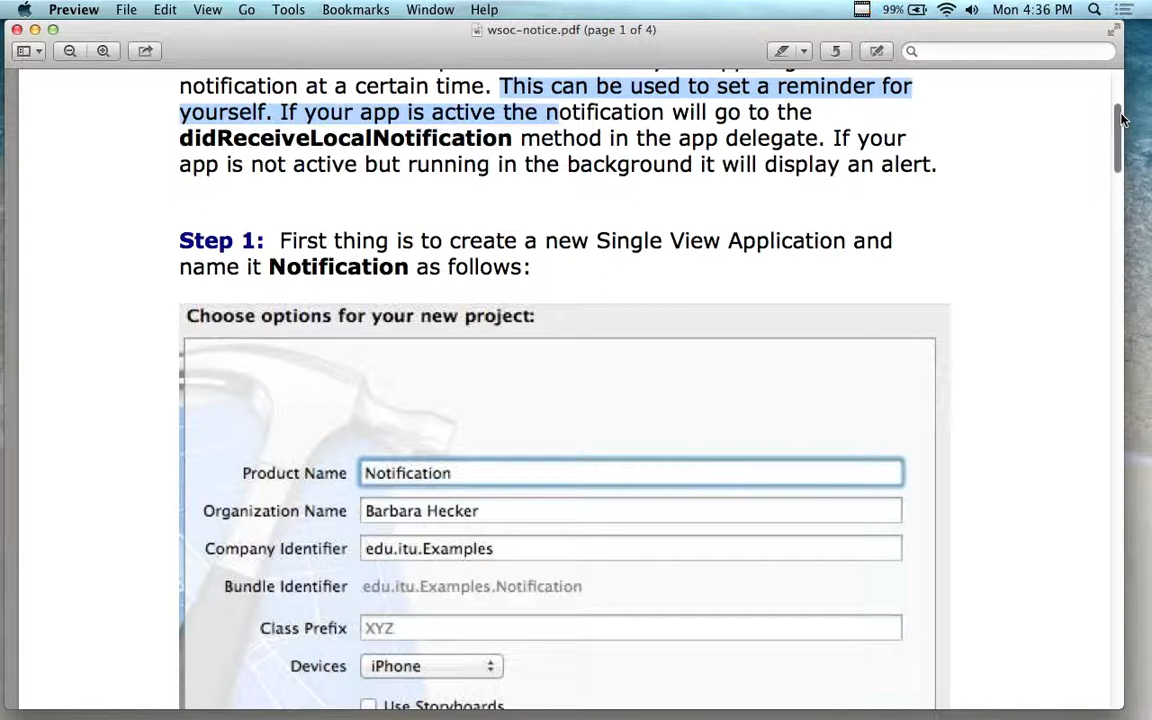 Preview File Edit View Go Tools Bookmarks Window Help 99% Mon 4:36 PM
wsoc-notice.pdf (page 1 of 4)
notification at a certain time. This can be used to set a reminder for
yourself. If your app is active the notification will go to the
didReceiveLocalNotification method in the app delegate. If your
app is not active but running in the background it will display an alert.
Step 1: First thing is to create a new Single View Application and
name it Notification as follows:
Choose options for your new project:
Product Name Notification
Organization Name Barbara Hecker
Company Identifier edu.itu.Examples
Bundle Identifier edu.itu.Examples.Notification
Class Prefix XYZ
Devices iPhone
Use Storyboards